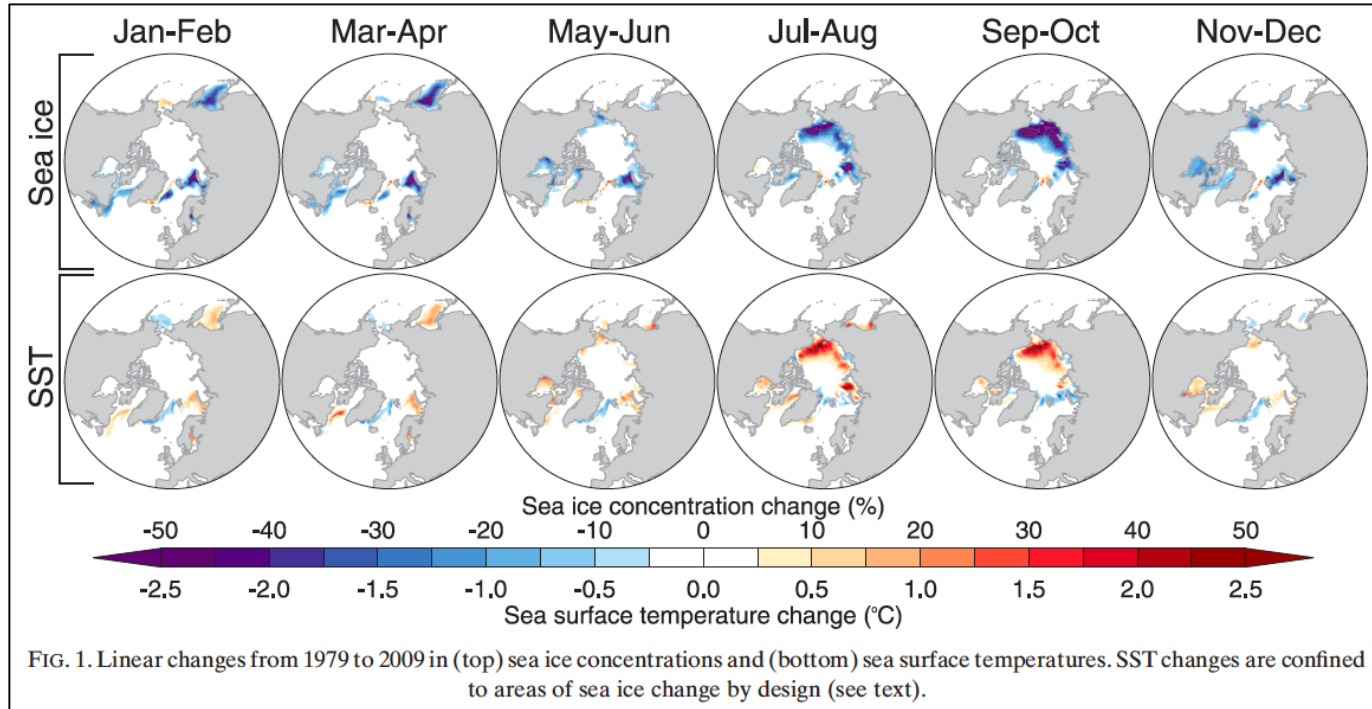 Jan-Feb Mar-Apr May-Jun Jul-Aug Sep-Oct Nov-Dec
Sea ice
SST
Sea ice concentration change (%)
-50 -40 -30 -20 -10 0 10 20 30 40 50
-2.5 -2.0 -1.5 -1.0 -0.5 0.0 0.5 1.0 1.5 2.0 2.5
Sea surface temperature change (°C)
FIG. 1. Linear changes from 1979 to 2009 in (top) sea ice concentrations and (bottom) sea surface temperatures. SST changes are confined
to areas of sea ice change by design (see text).